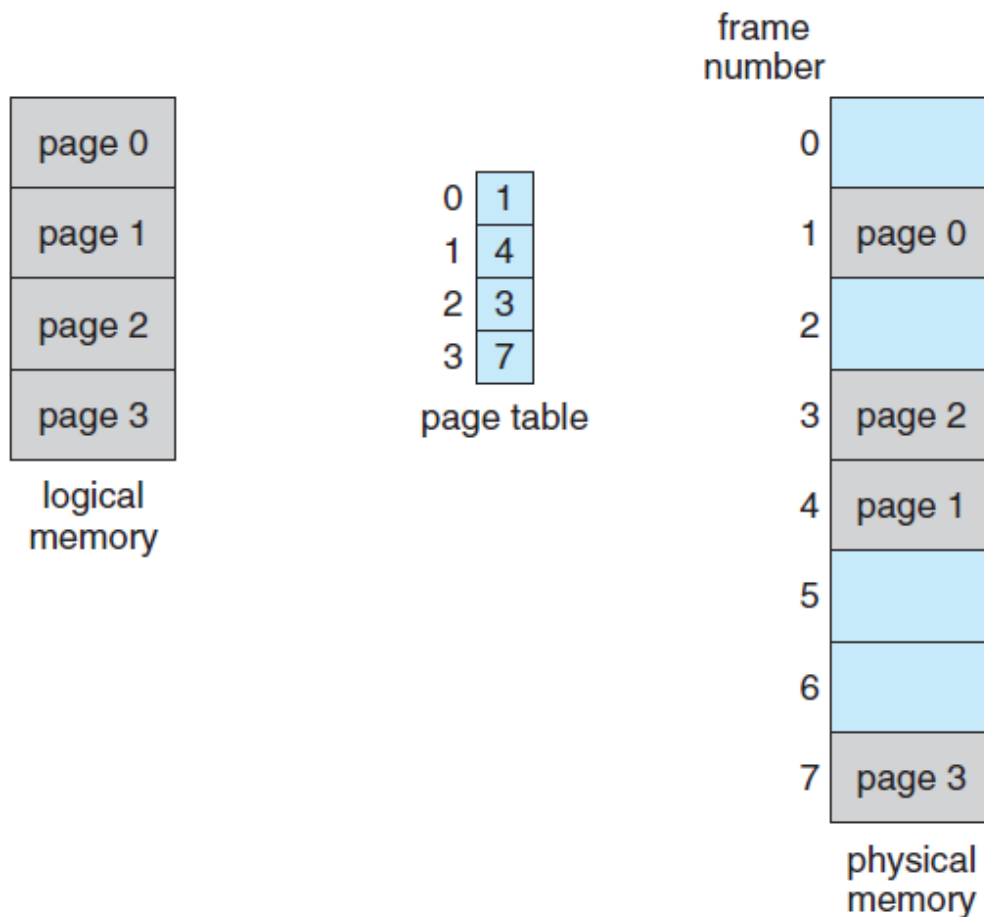 page 0
page 1
page 2
page 3
logical
memory
0 1
1 4
2 3
3 7
page table
frame
number
0
1 page 0
2
3 page 2
4 page 1
5
6
7 page 3
physical
memory